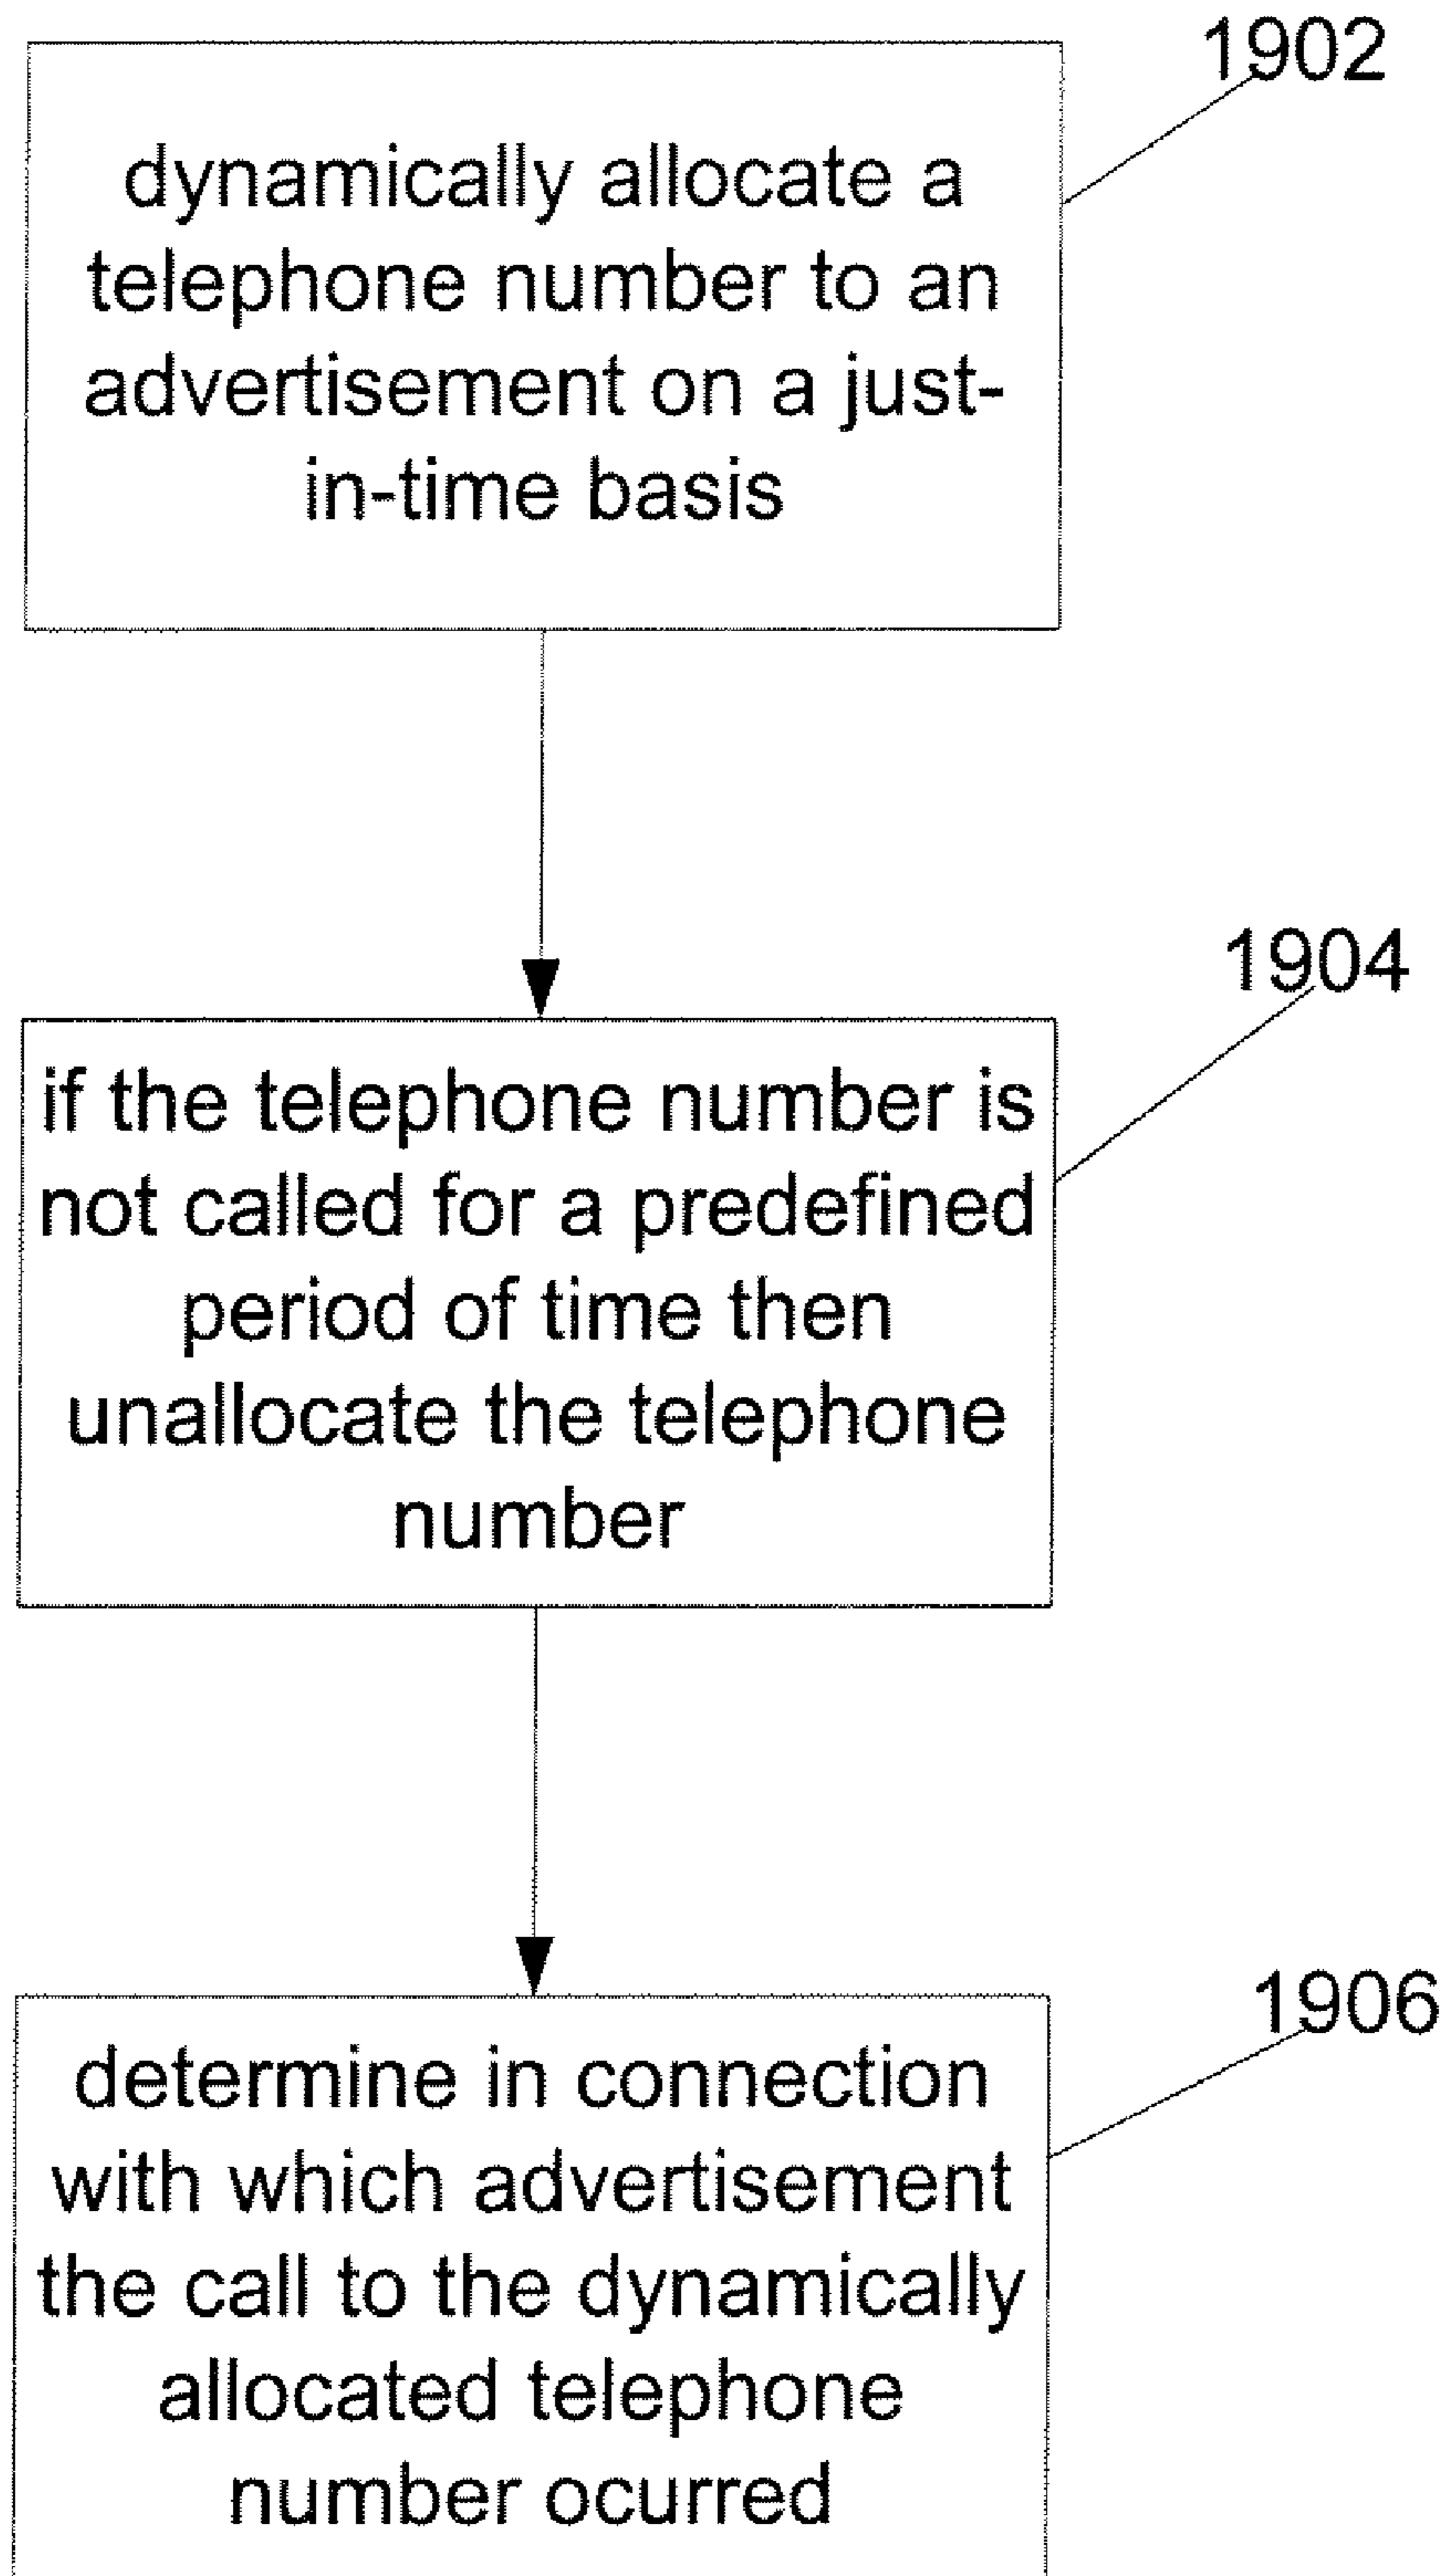 1902
dynamically allocate a
telephone number to an
advertisement on a just-
in-time basis
1904
if the telephone number is
not called for a predefined
period of time then
unallocate the telephone
number
1906
determine in connection
with which advertisement
the call to the dynamically
allocated telephone
number ocurred